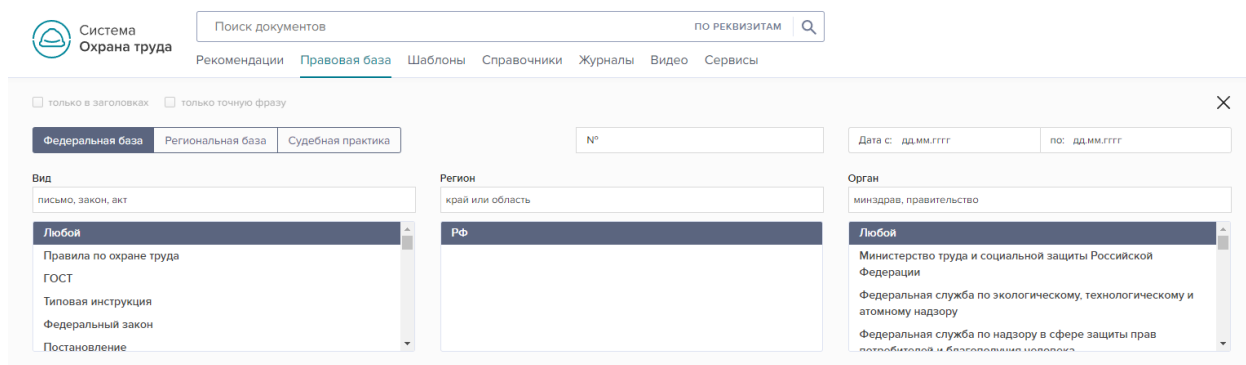 Система
Охрана труда
Поиск документов
ПО РЕКВИЗИТАМ
Рекомендации Правовая база Шаблоны Справочники Журналы Видео Сервисы
только в заголовках только точную фразу
Федеральная база Региональная база Судебная практика
№
Дата с: дд.мм.гггг по: дд.мм.гггг
Вид
письмо, закон, акт
Любой
Правила по охране труда
ГОСТ
Типовая инструкция
Федеральный закон
Постановление
Регион
край или область
РФ
Орган
минздрав, правительство
Любой
Министерство труда и социальной защиты Российской
Федерации
Федеральная служба по экологическому, технологическому и
атомному надзору
Федеральная служба по надзору в сфере защиты прав
потребителей и благополучия человека